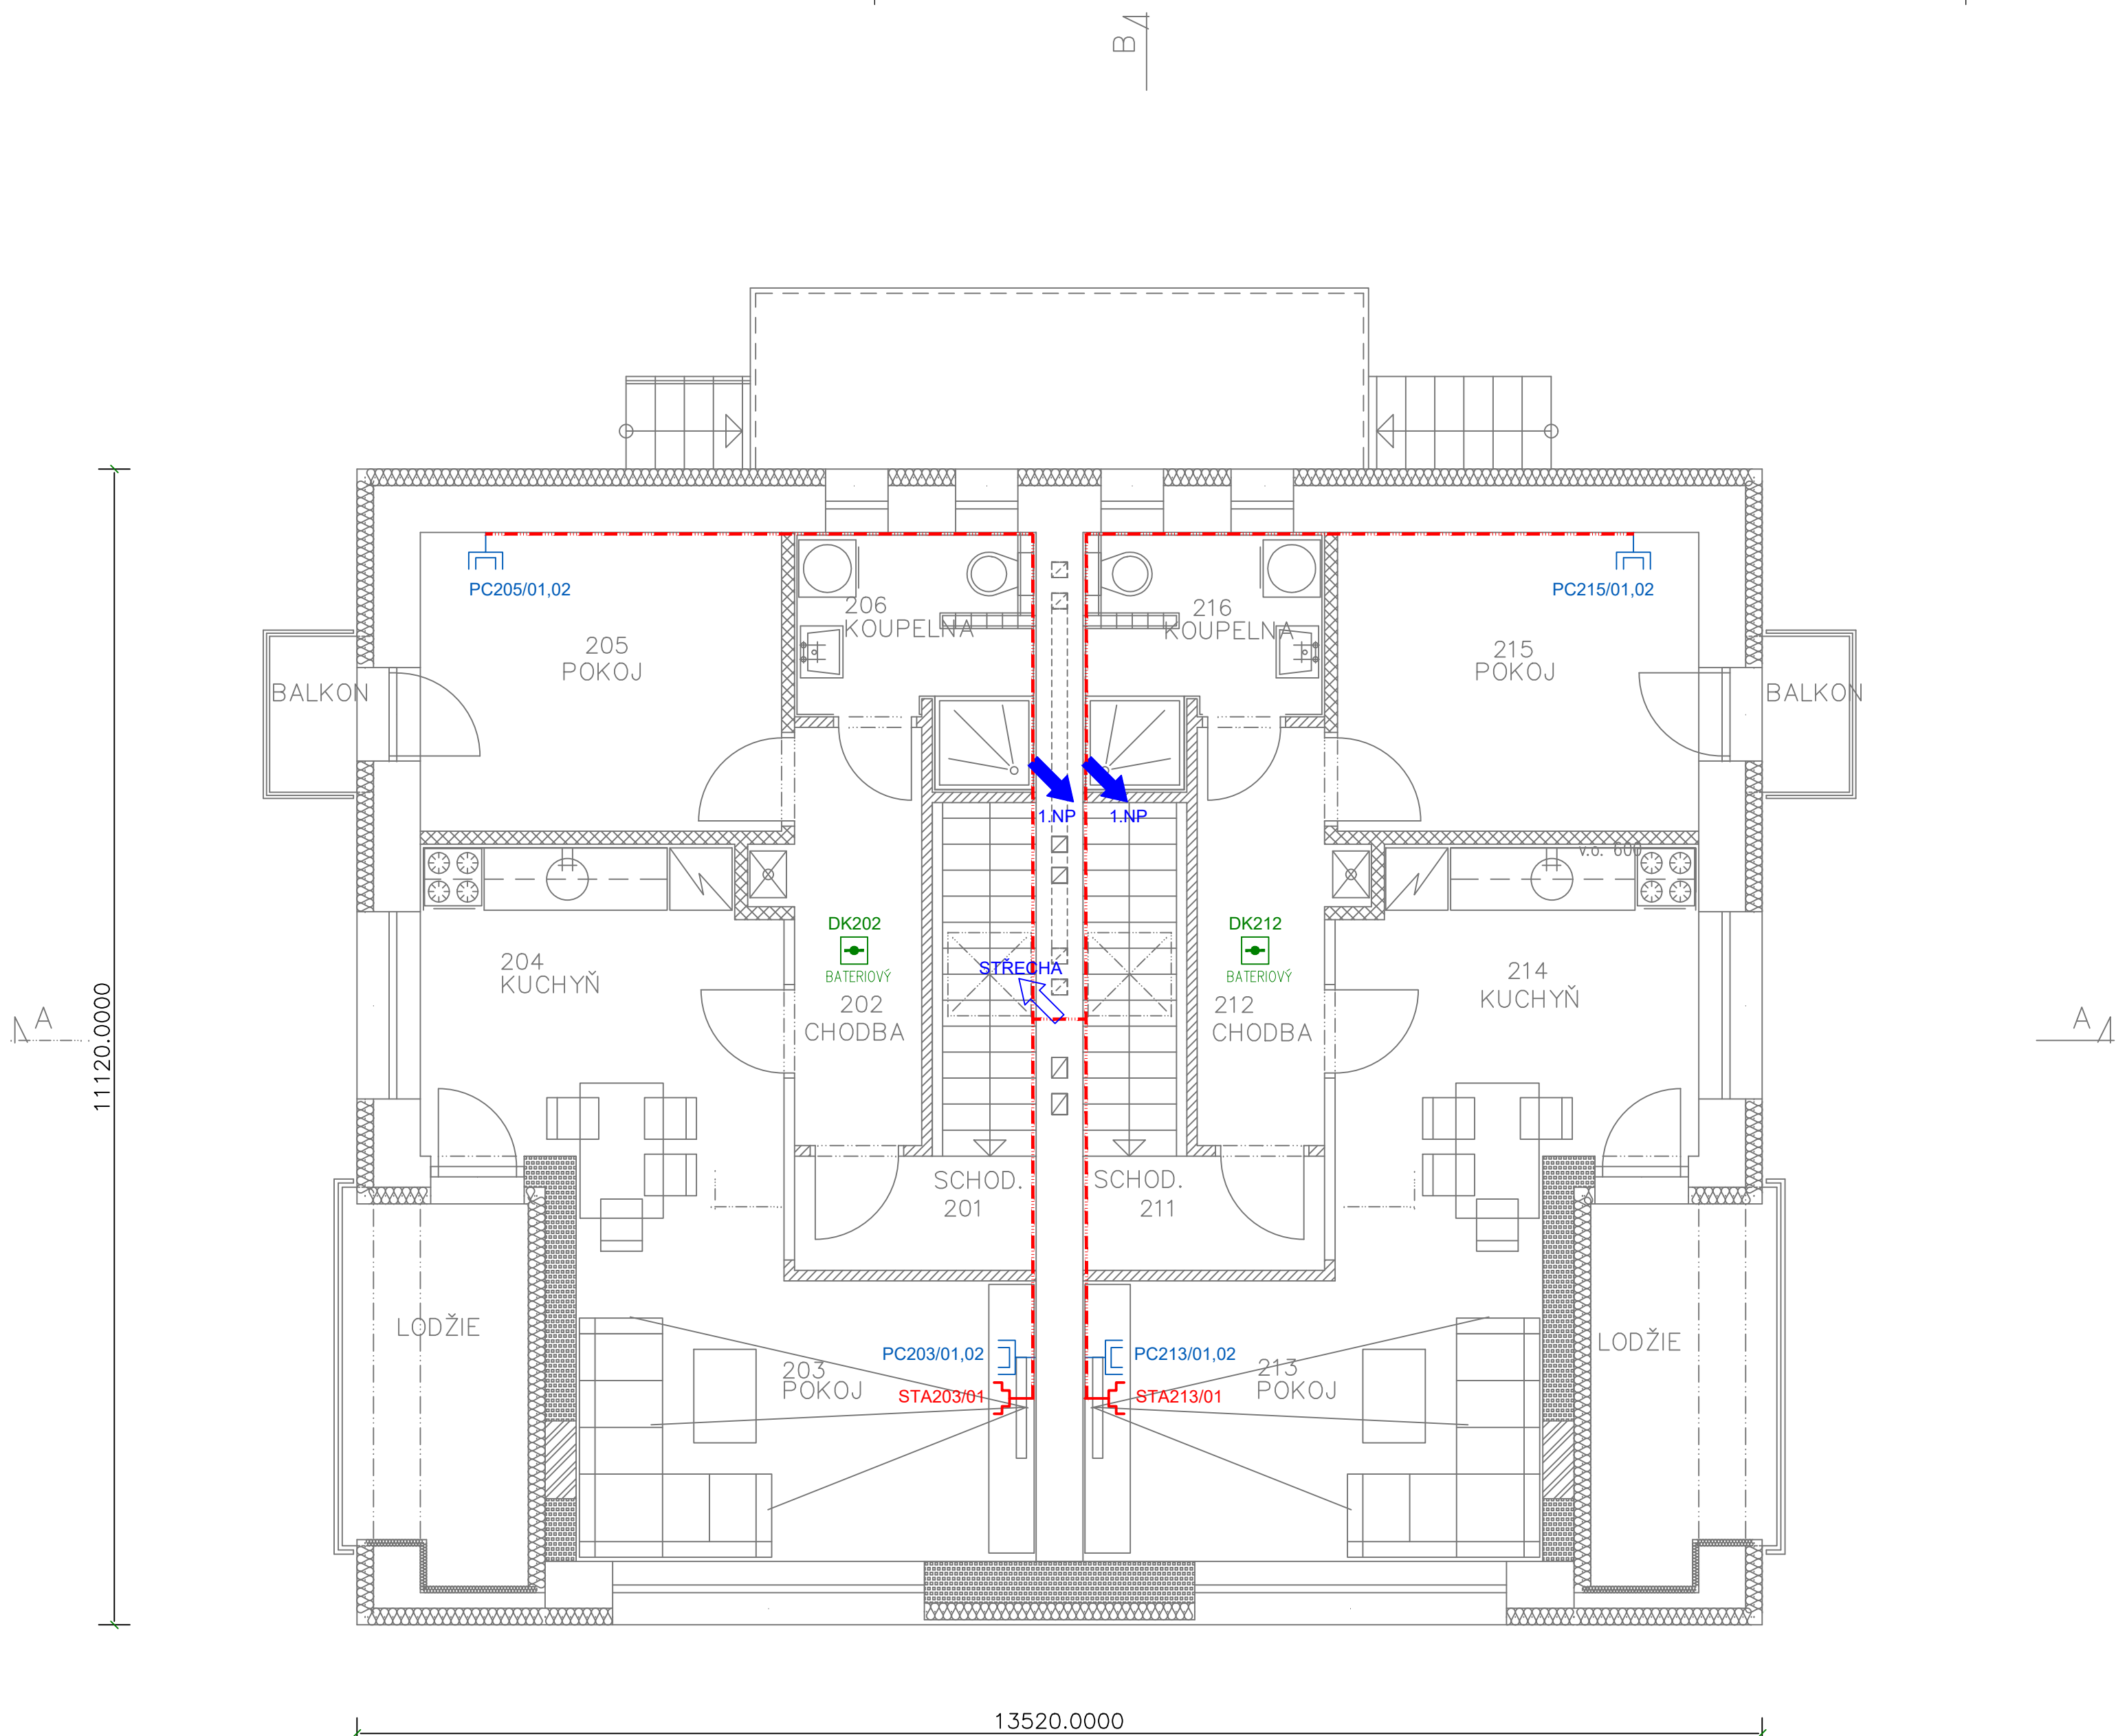 B
PC205/01,02
PC215/01,02
206
KOUPELNA
216
KOUPELNA
205
POKOJ
215
POKOJ
BALKON
BALKON
1.NP
1.NP
v.o. 600
DK202
BATERIOVÝ
DK212
BATERIOVÝ
204
KUCHYŇ
STŘECHA
214
KUCHYŇ
202
CHODBA
212
CHODBA
A
A
11120.0000
SCHOD.
201
SCHOD.
211
LODŽIE
LODŽIE
PC203/01,02
PC213/01,02
203
POKOJ
213
POKOJ
STA203/01
STA213/01
13520.0000